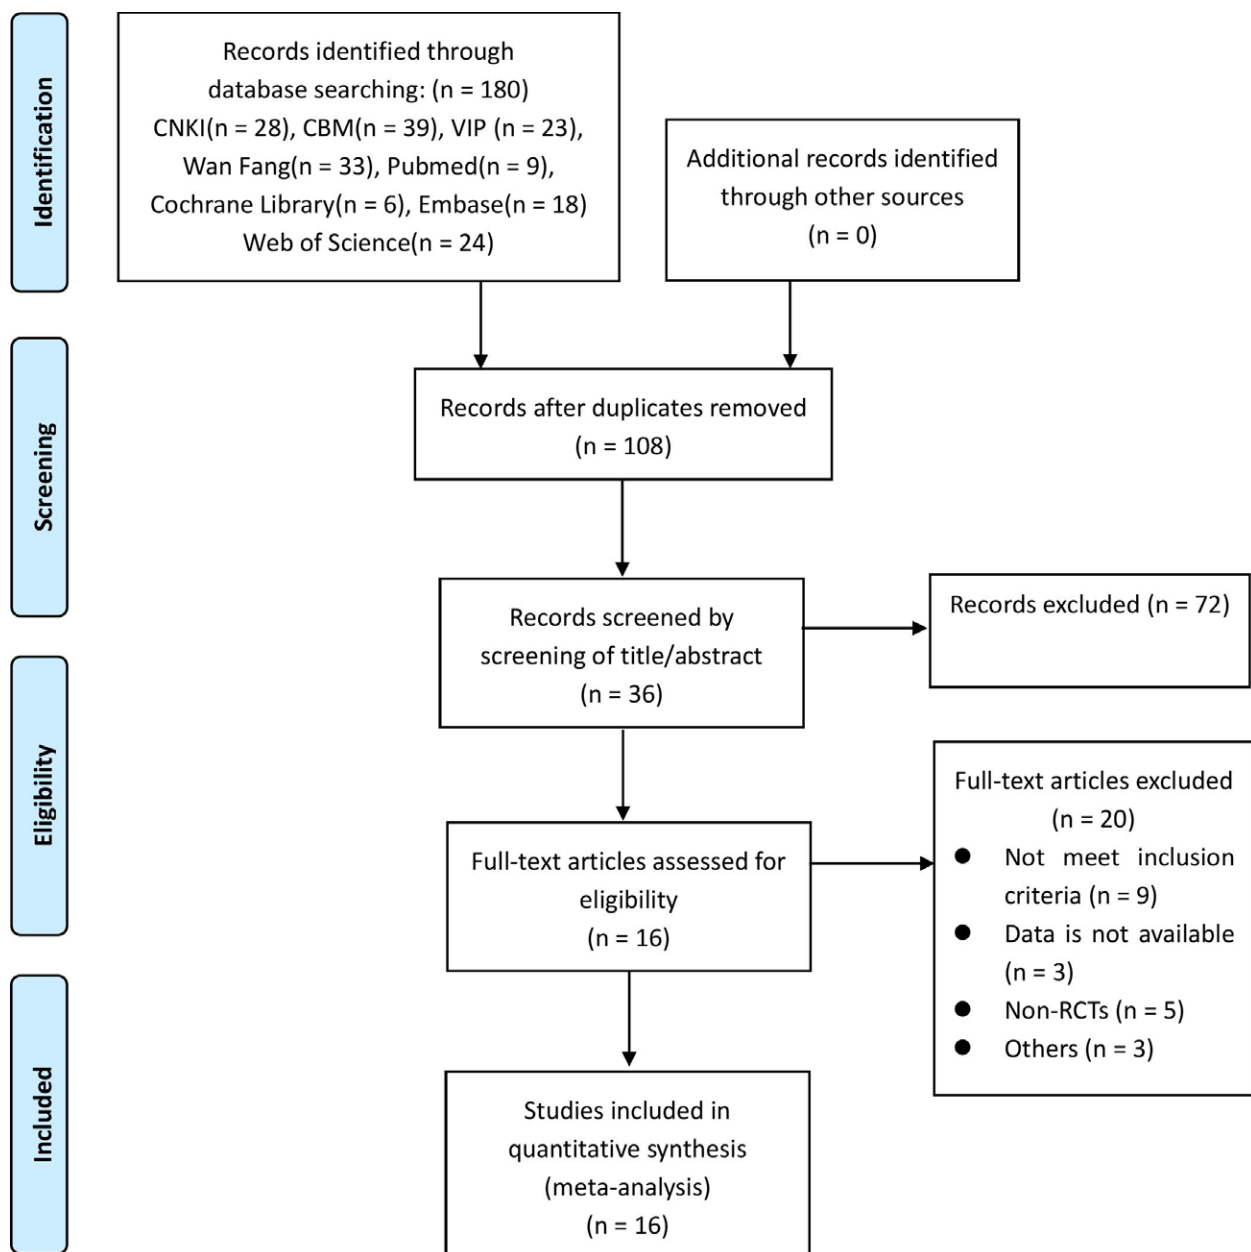 Identification
Records identified through
database searching: (n = 180)
CNKI(n = 28), CBM(n = 39), VIP (n = 23),
Wan Fang(n = 33), Pubmed(n = 9),
Cochrane Library(n = 6), Embase(n = 18)
Web of Science(n = 24)
Additional records identified
through other sources
(n = 0)
Screening
Records after duplicates removed
(n = 108)
Records screened by
screening of title/abstract
(n = 36)
Records excluded (n = 72)
Eligibility
Full-text articles assessed for
eligibility
(n = 16)
Full-text articles excluded
(n = 20)
● Not meet inclusion
criteria (n = 9)
● Data is not available
(n = 3)
● Non-RCTs (n = 5)
● Others (n = 3)
Included
Studies included in
quantitative synthesis
(meta-analysis)
(n = 16)